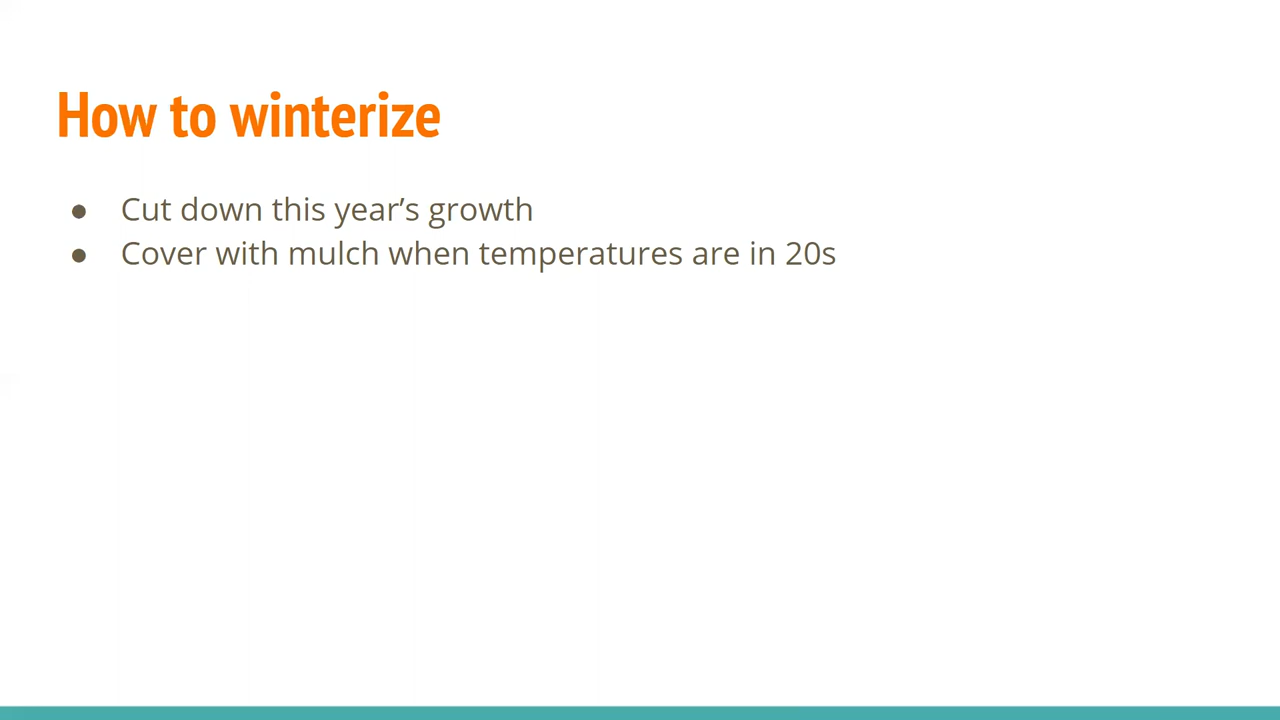 How to winterize
● Cut down this year’s growth
● Cover with mulch when temperatures are in 20s